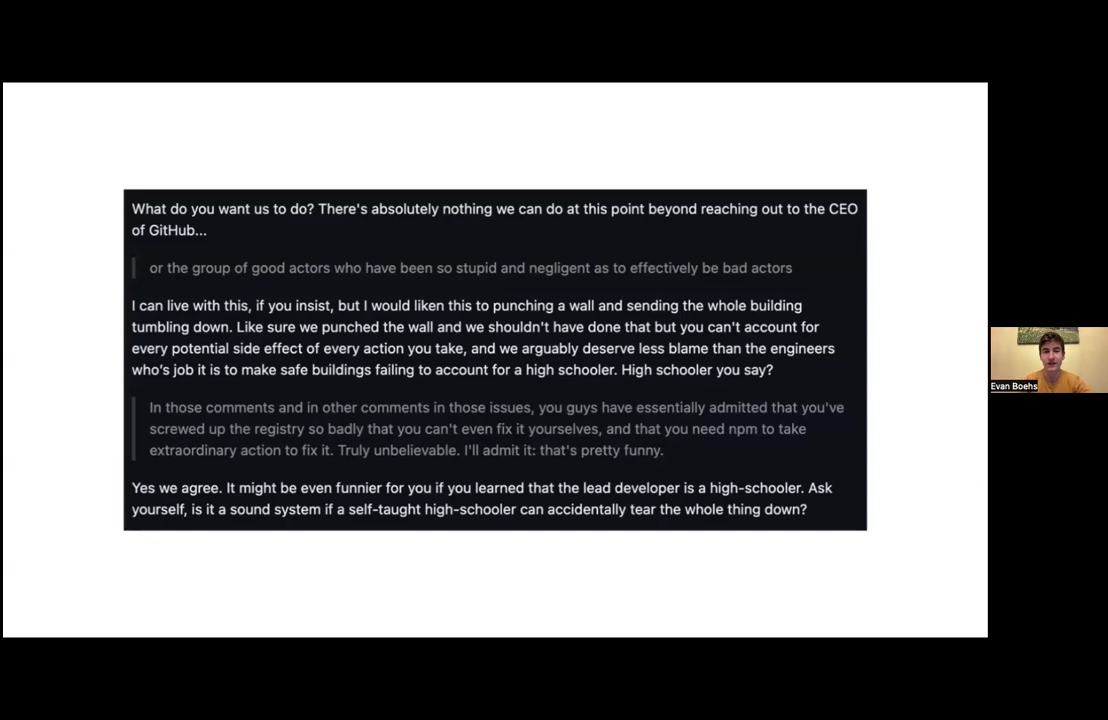 What do you want us to do? There's absolutely nothing we can do at this point beyond reaching out to the CEO
of GitHub...
or the group of good actors who have been so stupid and negligent as to effectively be bad actors
I can live with this, if you insist, but I would liken this to punching a wall and sending the whole building
tumbling down. Like sure we punched the wall and we shouldn't have done that but you can't account for
every potential side effect of every action you take, and we arguably deserve less blame than the engineers
who's job it is to make safe buildings failing to account for a high schooler. High schooler you say?
In those comments and in other comments in those issues, you guys have essentially admitted that you've
screwed up the registry so badly that you can't even fix it yourselves, and that you need npm to take
extraordinary action to fix it. Truly unbelievable. I'll admit it: that's pretty funny.
Yes we agree. It might be even funnier for you if you learned that the lead developer is a high-schooler. Ask
yourself, is it a sound system if a self-taught high-schooler can accidentally tear the whole thing down?
Evan Boehs